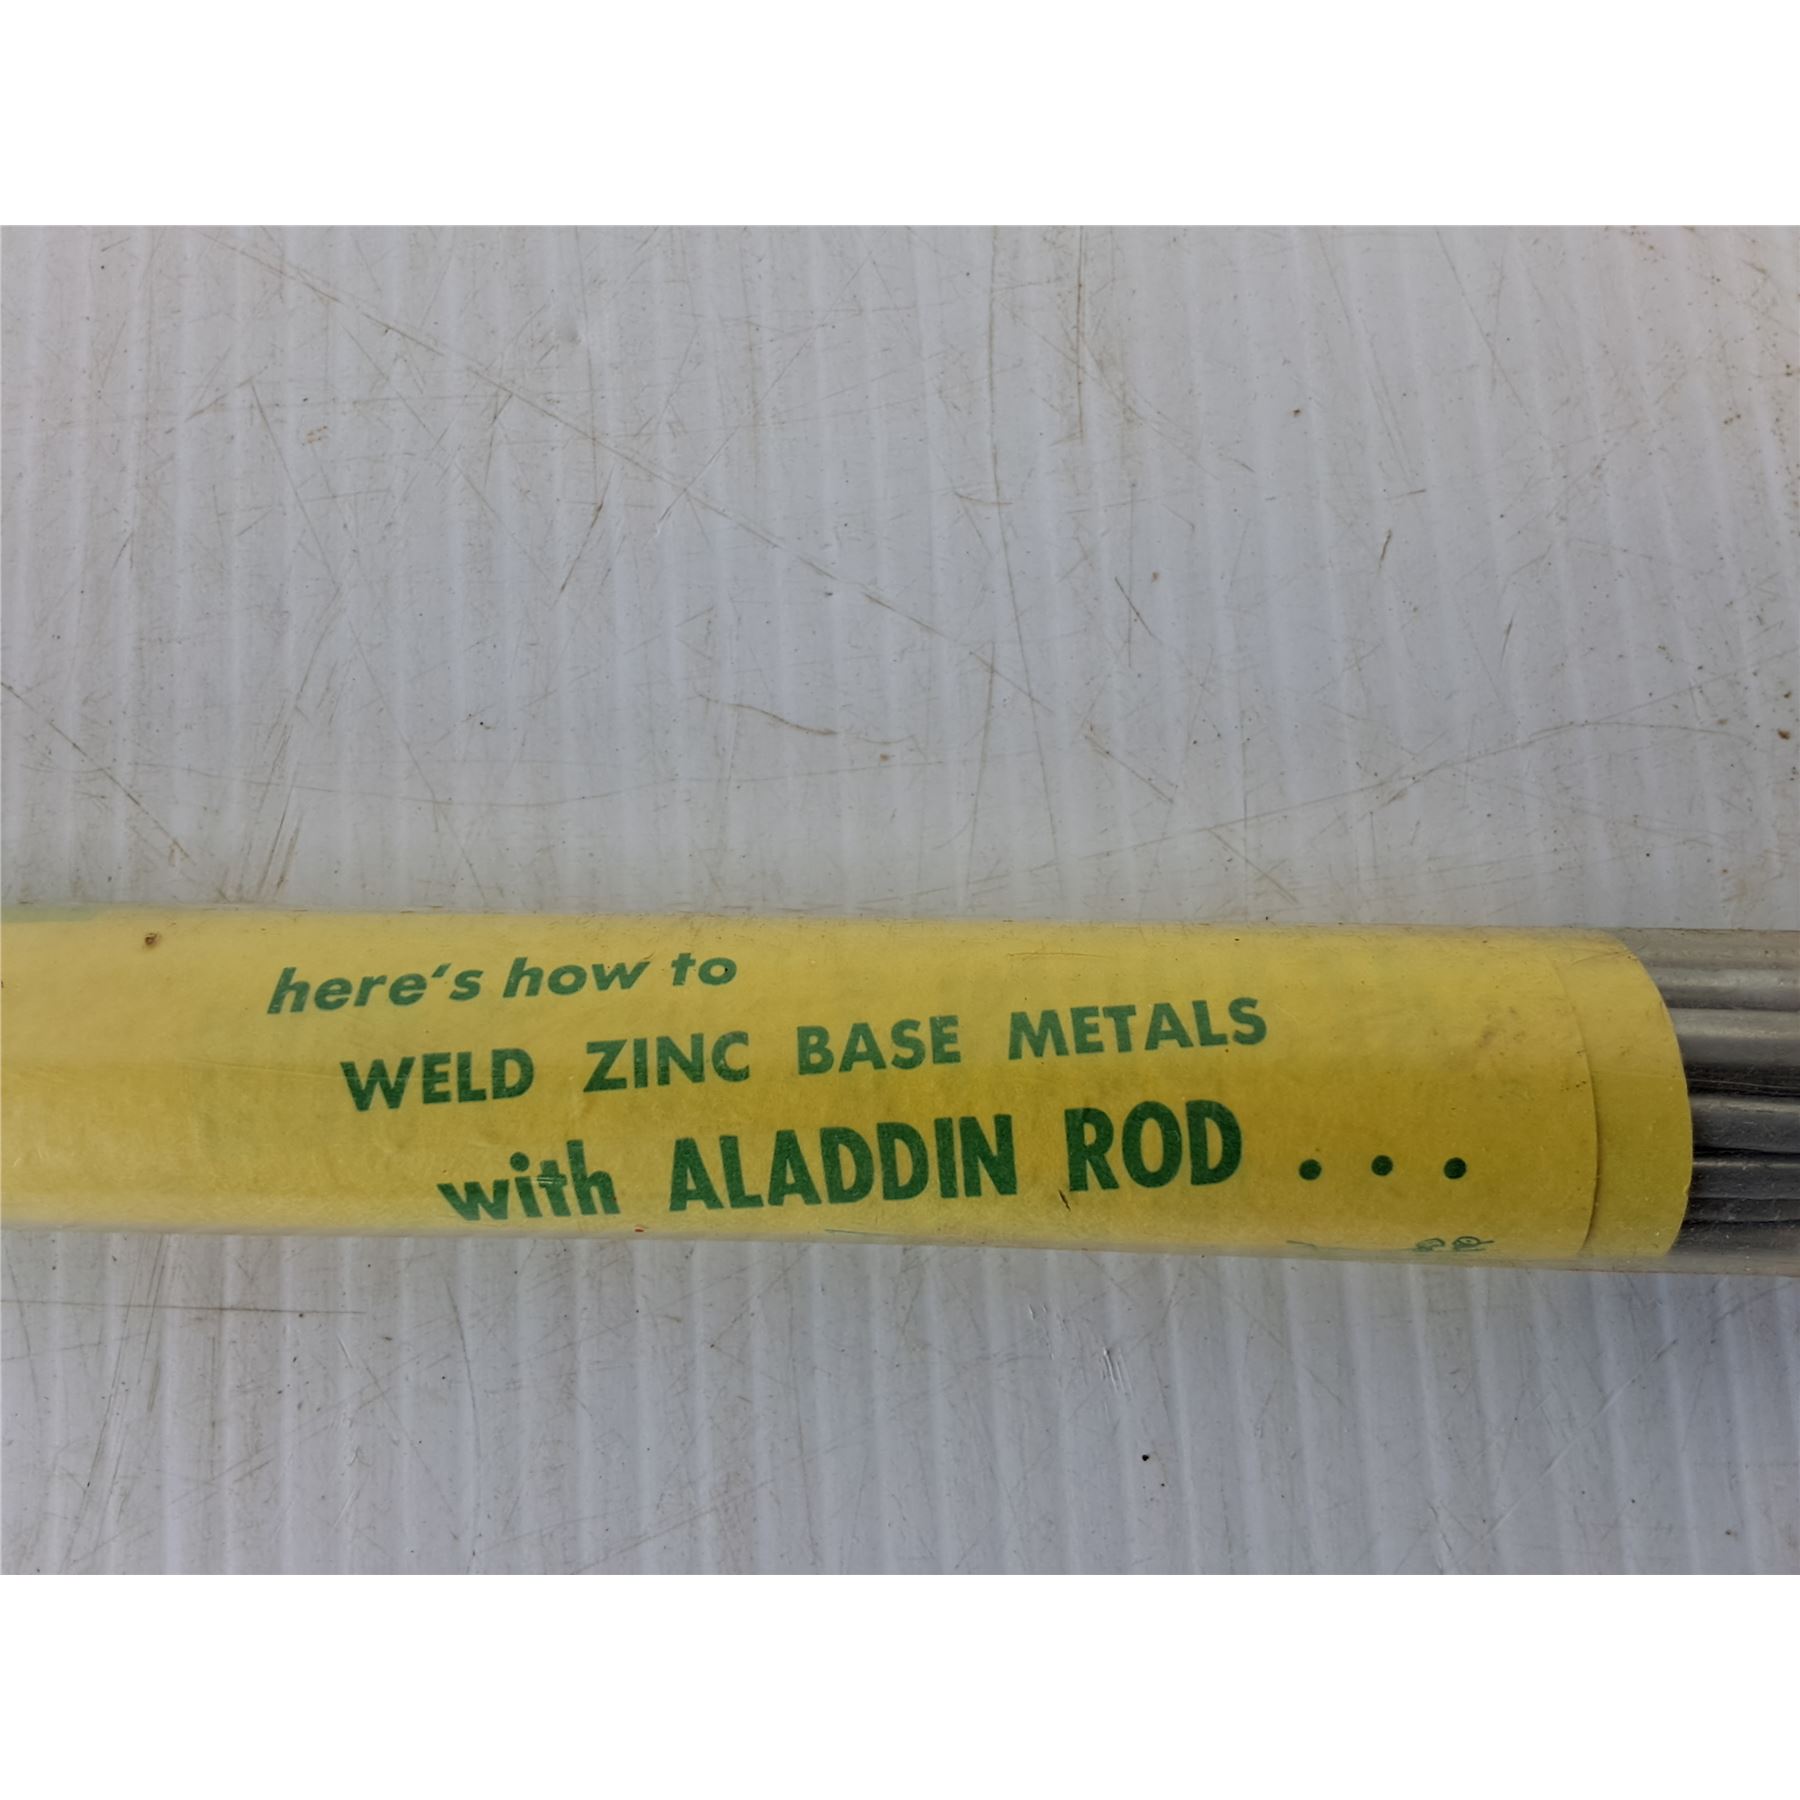 here's how to
WELD ZINC BASE METALS
with ALADDIN ROD . . .